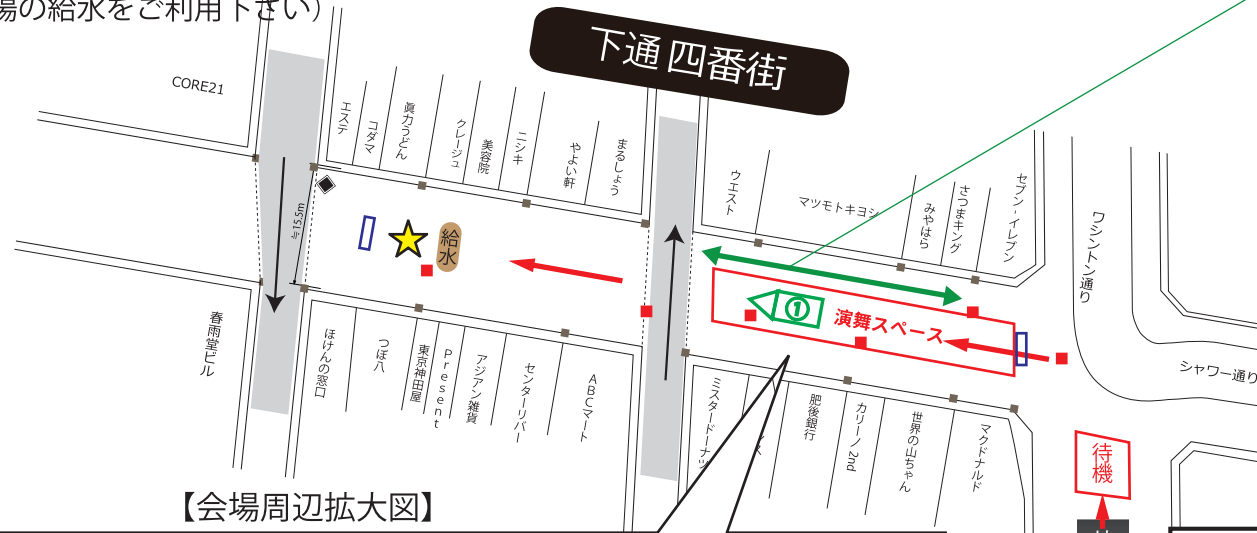 場の給水をご利用下さい）
下通 四番街
CORE21
エステ
コダマ
眞力うどん
クレージュ
美容院
ニシキ
やよい軒
まるしょう
ウエスト
マツモトキヨシ
みやはら
さつまキング
セブン‐イレブン
ワシントン通り
≒15.5m
給水
①
演舞スペース
シャワー通り
春雨堂ビル
ほけんの窓口
つぼ八
東京神田屋
Present
アジアン雑貨
センターリバー
ABCマート
ミスタードーナツ
肥後銀行
カリーノ 2nd
世界の山ちゃん
マクドナルド
待機
【会場周辺拡大図】